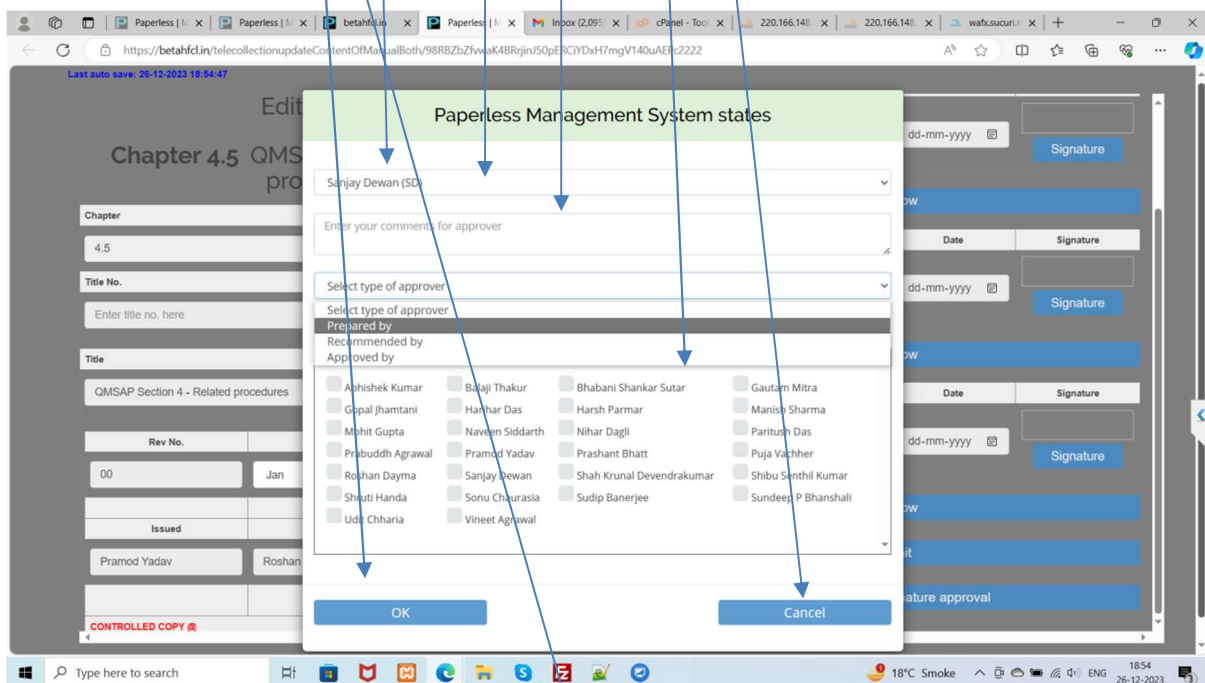 Paperless | M
Paperless | M
betahfcl.in
Paperless | M
Inbox (2,095)
cPanel - Tool
220.166.148.
220.166.148.
wafx.sucuri.n
https://betahfcl.in/telecollectionupdateContentOfManualBoth/98RBZbZfvwaK4BRrjinJ50pERCiYDxH7mgV140uAEPc2222
Last auto save: 26-12-2023 18:54:47
Edit
Paperless Management System states
dd-mm-yyyy
Signature
Chapter 4.5 QMS
pro
Sanjay Dewan (SD)
ow
Chapter
Enter your comments for approver
Date
Signature
4.5
Title No.
Select type of approver
dd-mm-yyyy
Signature
Enter title no. here
Select type of approver
Prepared by
Recommended by
Approved by
Title
ow
QMSAP Section 4 - Related procedures
Abhishek Kumar
Balaji Thakur
Bhabani Shankar Sutar
Gautam Mitra
Date
Signature
Gopal Jhamtani
Harihar Das
Harsh Parmar
Manish Sharma
Mohit Gupta
Naveen Siddarth
Nihar Dagli
Paritush Das
Rev No.
dd-mm-yyyy
Signature
Prabuddh Agrawal
Pramod Yadav
Prashant Bhatt
Puja Vachher
00
Jan
Roshan Dayma
Sanjay Dewan
Shah Krunal Devendrakumar
Shibu Senthil Kumar
Shruti Handa
Sonu Chaurasia
Sudip Banerjee
Sundeep P Bhanshali
ow
Udit Chharia
Vineet Agrawal
Issued
it
Pramod Yadav
Roshan
ature approval
OK
Cancel
CONTROLLED COPY @
Type here to search
18°C Smoke
ENG
18:54
26-12-2023
3